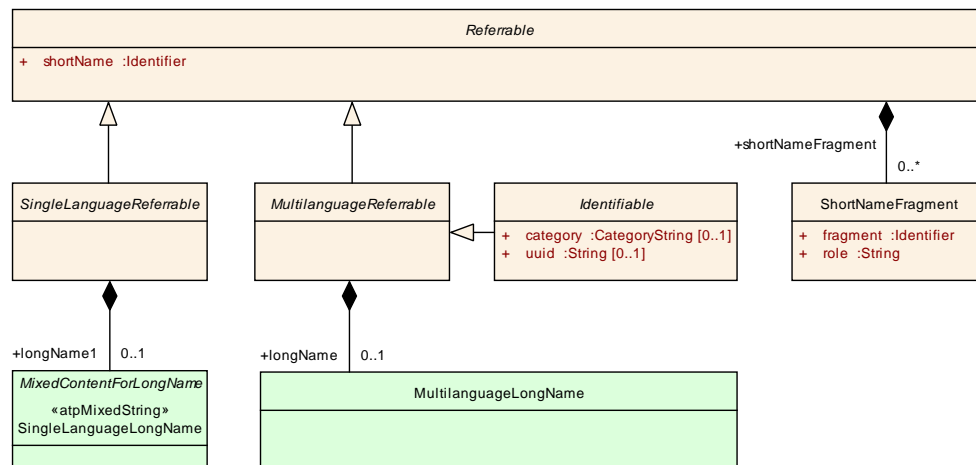 Referrable
+ shortName :Identifier
+shortNameFragment
0..*
SingleLanguageReferrable
MultilanguageReferrable
Identifiable
+ category :CategoryString [0..1]
+ uuid :String [0..1]
ShortNameFragment
+ fragment :Identifier
+ role :String
+longName1 0..1
+longName 0..1
MixedContentForLongName
«atpMixedString»
SingleLanguageLongName
MultilanguageLongName